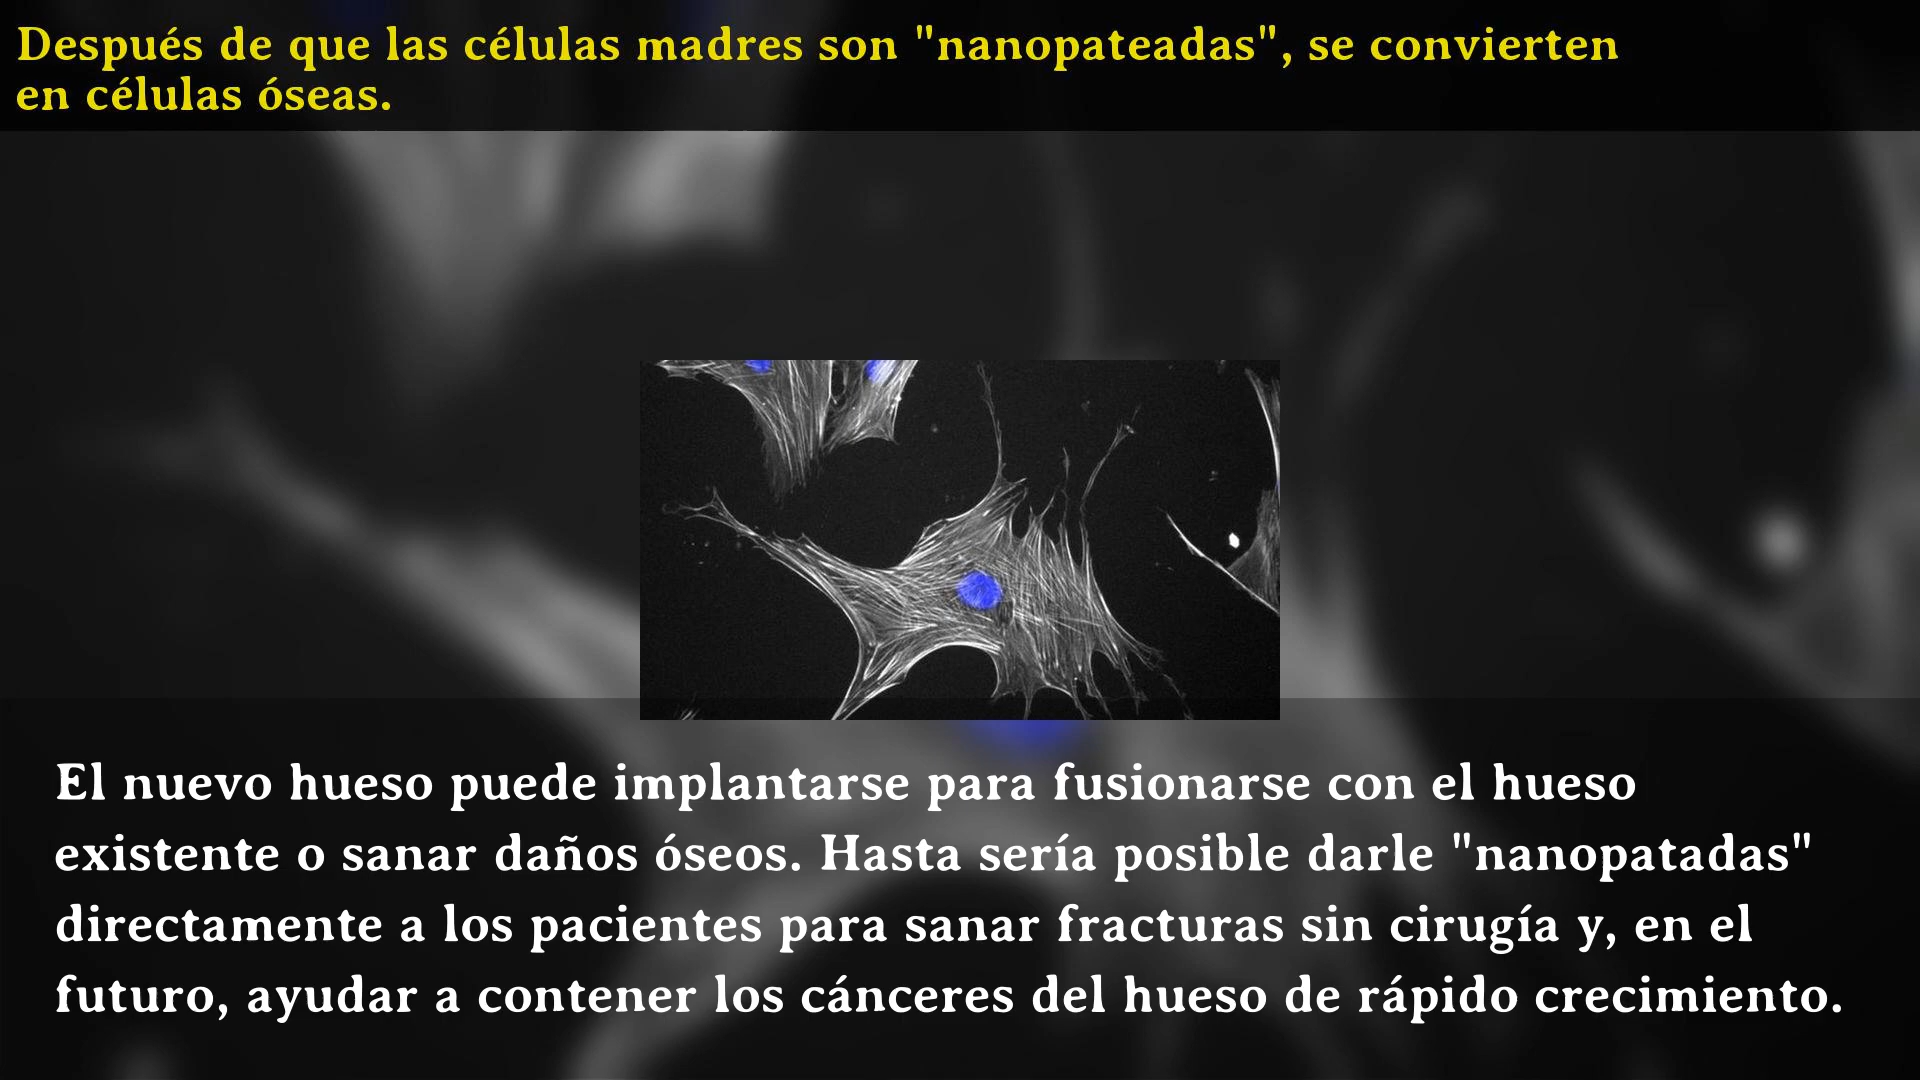 Después de que las células madres son "nanopateadas", se convierten
en células óseas.
El nuevo hueso puede implantarse para fusionarse con el hueso
existente o sanar daños óseos. Hasta sería posible darle "nanopatadas"
directamente a los pacientes para sanar fracturas sin cirugía y, en el
futuro, ayudar a contener los cánceres del hueso de rápido crecimiento.